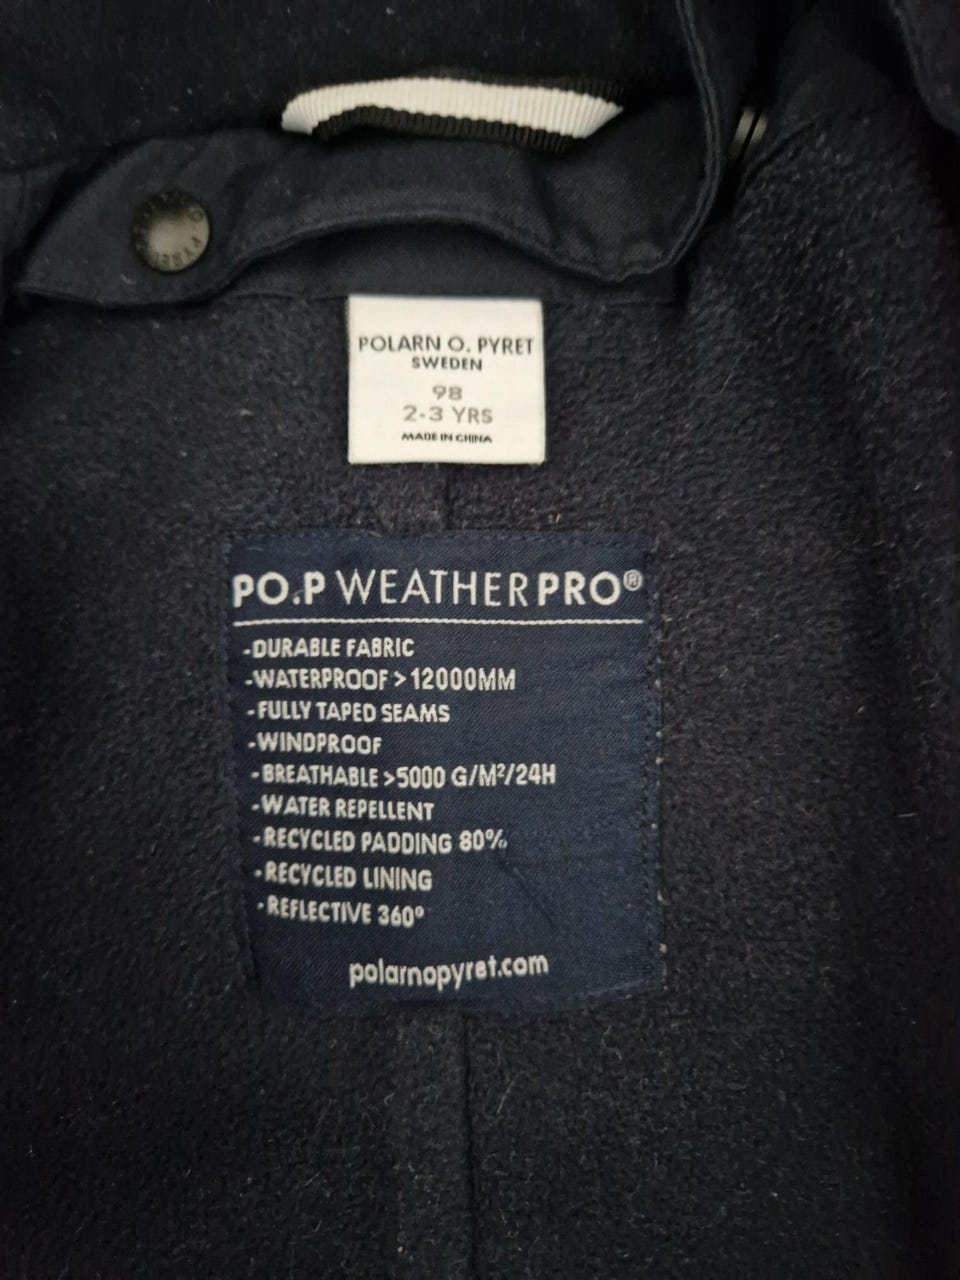 POLARN O. PYRET
SWEDEN
98
2-3 YRS
MADE IN CHINA
PO.P WEATHERPRO®
-DURABLE FABRIC
-WATERPROOF > 12000MM
-FULLY TAPED SEAMS
-WINDPROOF
-BREATHABLE >5000 G/M²/24H
-WATER REPELLENT
-RECYCLED PADDING 80%
-RECYCLED LINING
-REFLECTIVE 360°
polarnopyret.com